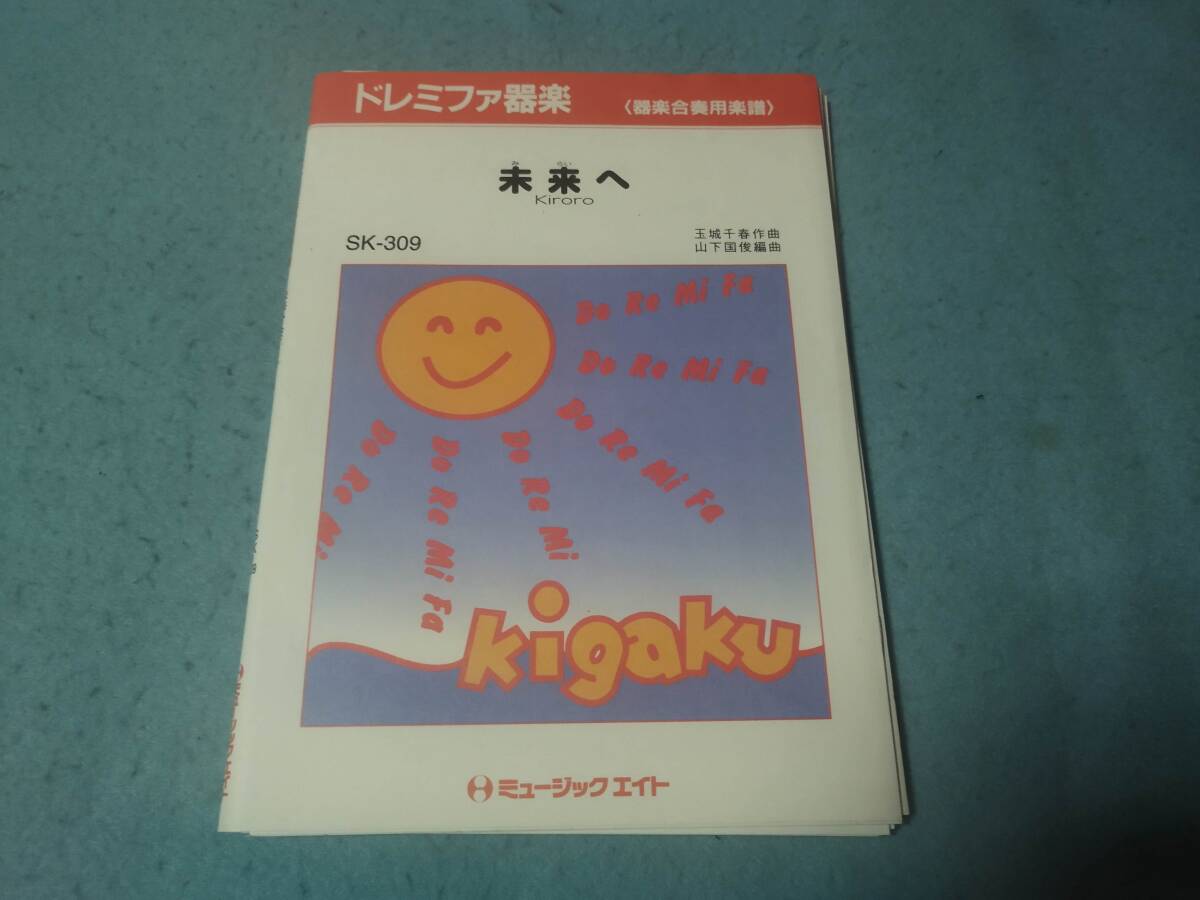 ドレミファ器楽 〈器楽合奏用楽譜〉
み らい
未来へ
Kiroro
SK-309
玉城千春作曲
山下国俊編曲
Do Re Mi Fa
Do Re Mi Fa
Do Re Mi Fa
Do Re Mi
Do Re Mi Fa
Do Re Mi
kigaku
ミュージックエイト